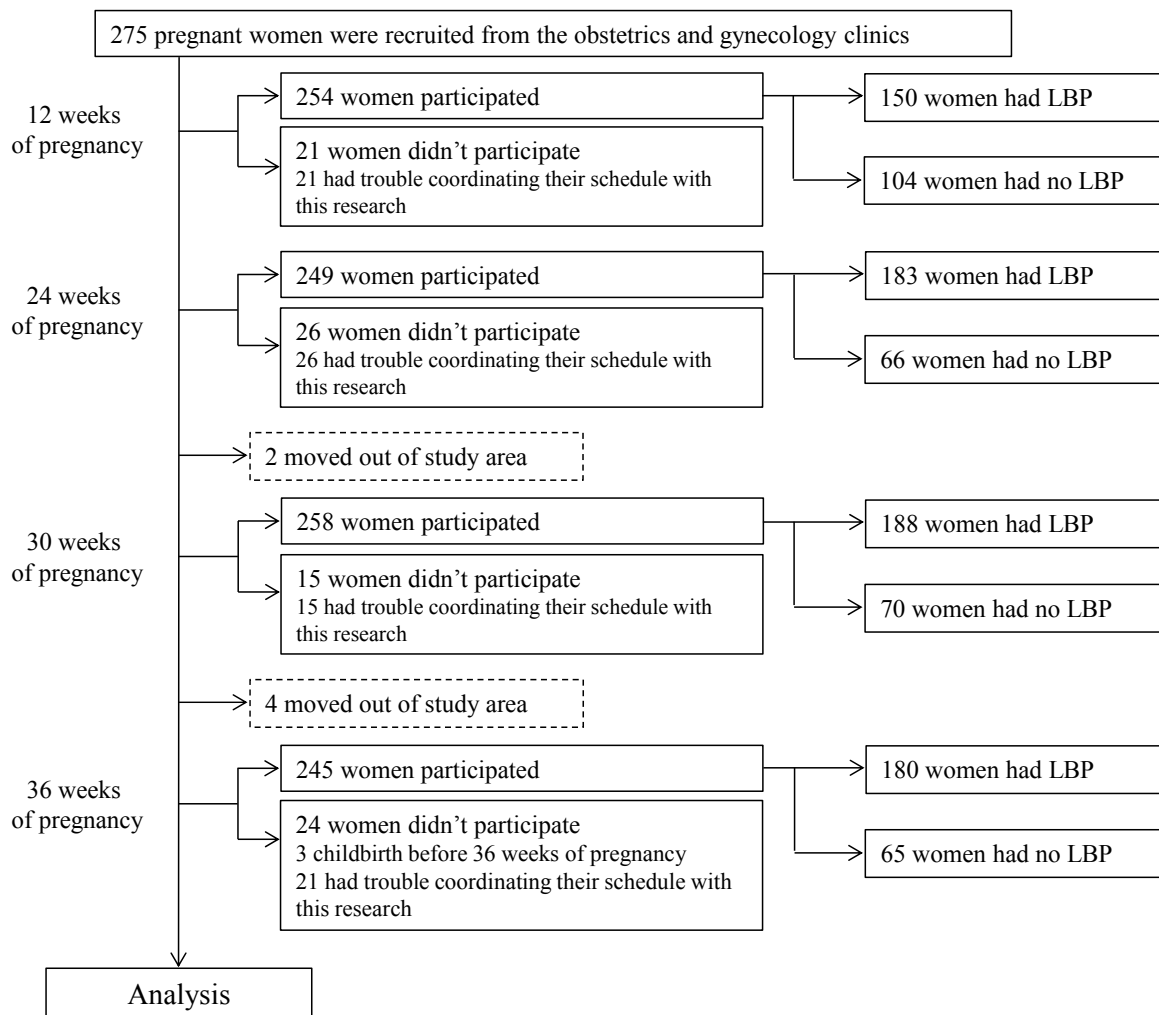 275 pregnant women were recruited from the obstetrics and gynecology clinics
12 weeks
of pregnancy
254 women participated
150 women had LBP
21 women didn’t participate
21 had trouble coordinating their schedule with
this research
104 women had no LBP
24 weeks
of pregnancy
249 women participated
183 women had LBP
26 women didn’t participate
26 had trouble coordinating their schedule with
this research
66 women had no LBP
2 moved out of study area
30 weeks
of pregnancy
258 women participated
188 women had LBP
15 women didn’t participate
15 had trouble coordinating their schedule with
this research
70 women had no LBP
4 moved out of study area
36 weeks
of pregnancy
245 women participated
180 women had LBP
24 women didn’t participate
3 childbirth before 36 weeks of pregnancy
21 had trouble coordinating their schedule with
this research
65 women had no LBP
Analysis